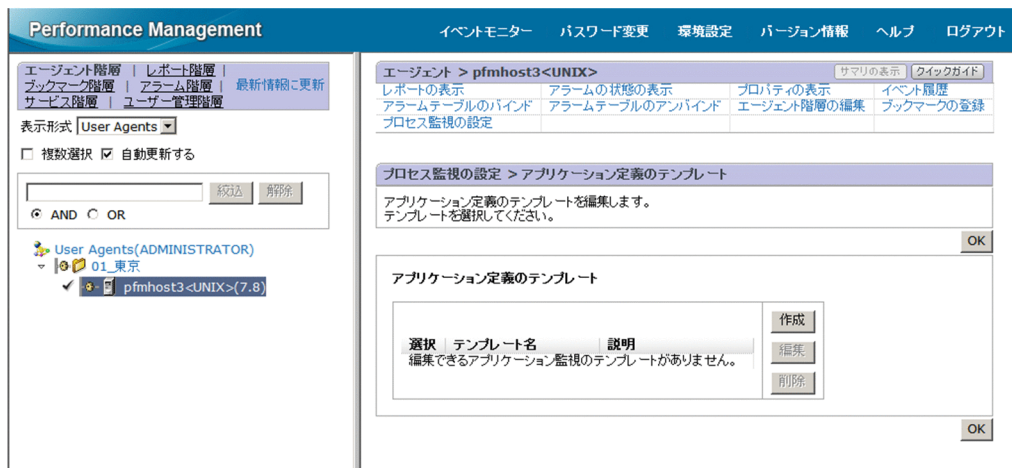 Performance Management
イベントモニター パスワード変更 環境設定 バージョン情報 ヘルプ ログアウト
エージェント階層 | レポート階層 |
ブックマーク階層 | アラーム階層 | 最新情報に更新
サービス階層 | ユーザー管理階層
表示形式 User Agents
複数選択 自動更新する
絞込 解除
AND OR
User Agents(ADMINISTRATOR)
01_東京
pfmhost3<UNIX>(7.8)
エージェント > pfmhost3<UNIX> サマリの表示 クイックガイド
レポートの表示 アラームの状態の表示 プロパティの表示 イベント履歴
アラームテーブルのバインド アラームテーブルのアンバインド エージェント階層の編集 ブックマークの登録
プロセス監視の設定
プロセス監視の設定 > アプリケーション定義のテンプレート
アプリケーション定義のテンプレートを編集します。
テンプレートを選択してください。
OK
アプリケーション定義のテンプレート
作成
選択 テンプレート名 説明
編集
編集できるアプリケーション監視のテンプレートがありません。
削除
OK